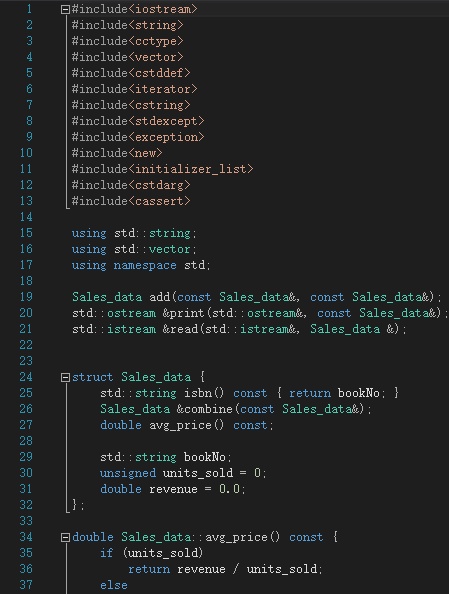 1 #include<iostream>
2 #include<string>
3 #include<cctype>
4 #include<vector>
5 #include<cstddef>
6 #include<iterator>
7 #include<cstring>
8 #include<stdexcept>
9 #include<exception>
10 #include<new>
11 #include<initializer_list>
12 #include<cstdarg>
13 #include<cassert>
14
15 using std::string;
16 using std::vector;
17 using namespace std;
18
19 Sales_data add(const Sales_data&, const Sales_data&);
20 std::ostream &print(std::ostream&, const Sales_data&);
21 std::istream &read(std::istream&, Sales_data &);
22
23
24 struct Sales_data {
25 std::string isbn() const { return bookNo; }
26 Sales_data &combine(const Sales_data&);
27 double avg_price() const;
28
29 std::string bookNo;
30 unsigned units_sold = 0;
31 double revenue = 0.0;
32 };
33
34 double Sales_data::avg_price() const {
35 if (units_sold)
36 return revenue / units_sold;
37 else